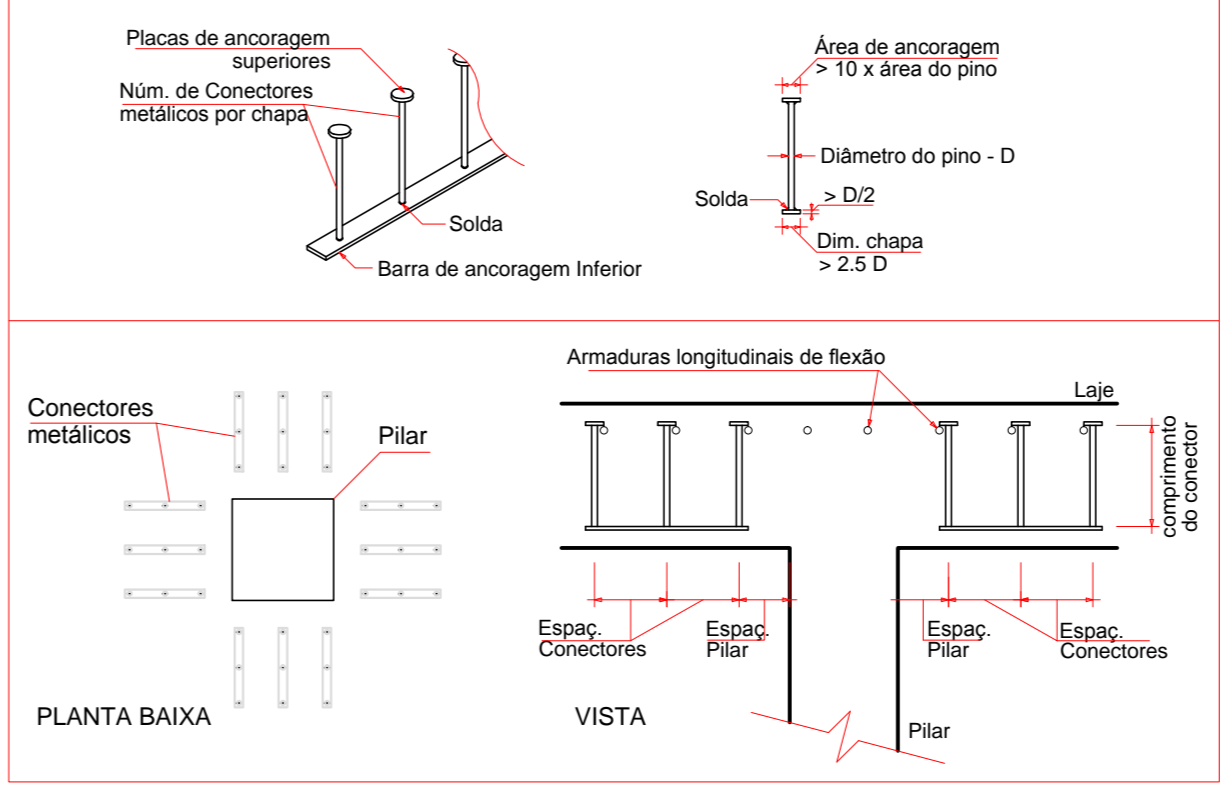 Placas de ancoragem
superiores
Núm. de Conectores
metálicos por chapa
Solda
Barra de ancoragem Inferior
Área de ancoragem
> 10 x área do pino
Diâmetro do pino - D
Solda
> D/2
Dim. chapa
> 2.5 D
Conectores
metálicos
Pilar
PLANTA BAIXA
Armaduras longitudinais de flexão
Laje
comprimento
do conector
Espaç.
Conectores
Espaç.
Pilar
Espaç.
Pilar
Espaç.
Conectores
VISTA
Pilar